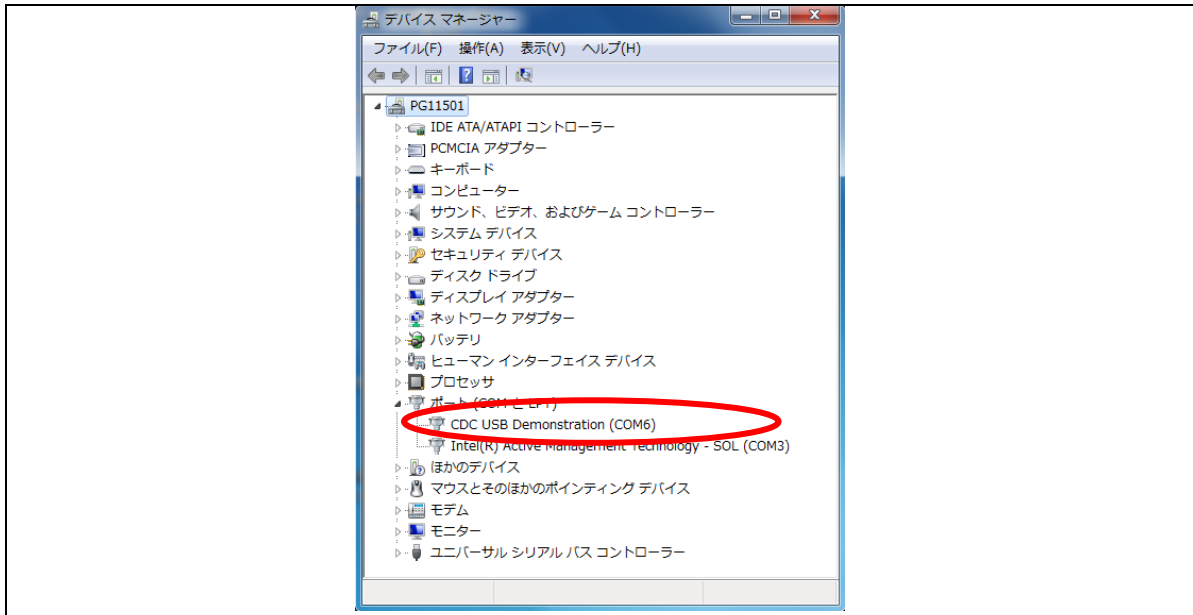 デバイス マネージャー
ファイル(F) 操作(A) 表示(V) ヘルプ(H)
PG11501
IDE ATA/ATAPI コントローラー
PCMCIA アダプター
キーボード
コンピューター
サウンド、ビデオ、およびゲーム コントローラー
システム デバイス
セキュリティ デバイス
ディスク ドライブ
ディスプレイ アダプター
ネットワーク アダプター
バッテリ
ヒューマン インターフェイス デバイス
プロセッサ
ポート (COM と LPT)
CDC USB Demonstration (COM6)
Intel(R) Active Management Technology - SOL (COM3)
ほかのデバイス
マウスとそのほかのポインティング デバイス
モデム
モニター
ユニバーサル シリアル バス コントローラー